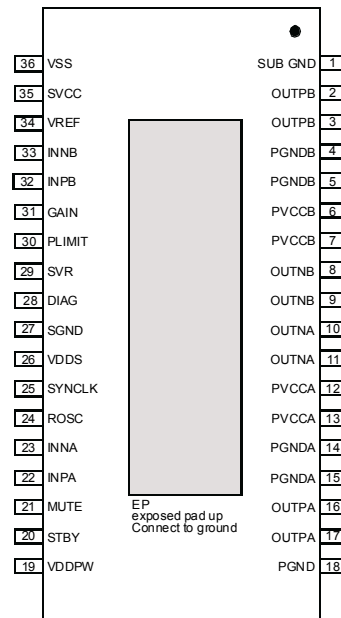 36 VSS SUB GND 1
35 SVCC OUTPB 2
34 VREF OUTPB 3
33 INNB PGNDB 4
32 INPB PGNDB 5
31 GAIN PVCCB 6
30 PLIMIT PVCCB 7
29 SVR OUTNB 8
28 DIAG OUTNB 9
27 SGND OUTNA 10
26 VDDS OUTNA 11
25 SYNCLK PVCCA 12
24 ROSC PVCCA 13
23 INNA PGNDA 14
22 INPA PGNDA 15
21 MUTE OUTPA 16
20 STBY OUTPA 17
19 VDDPW PGND 18
EP
exposed pad up
Connect to ground